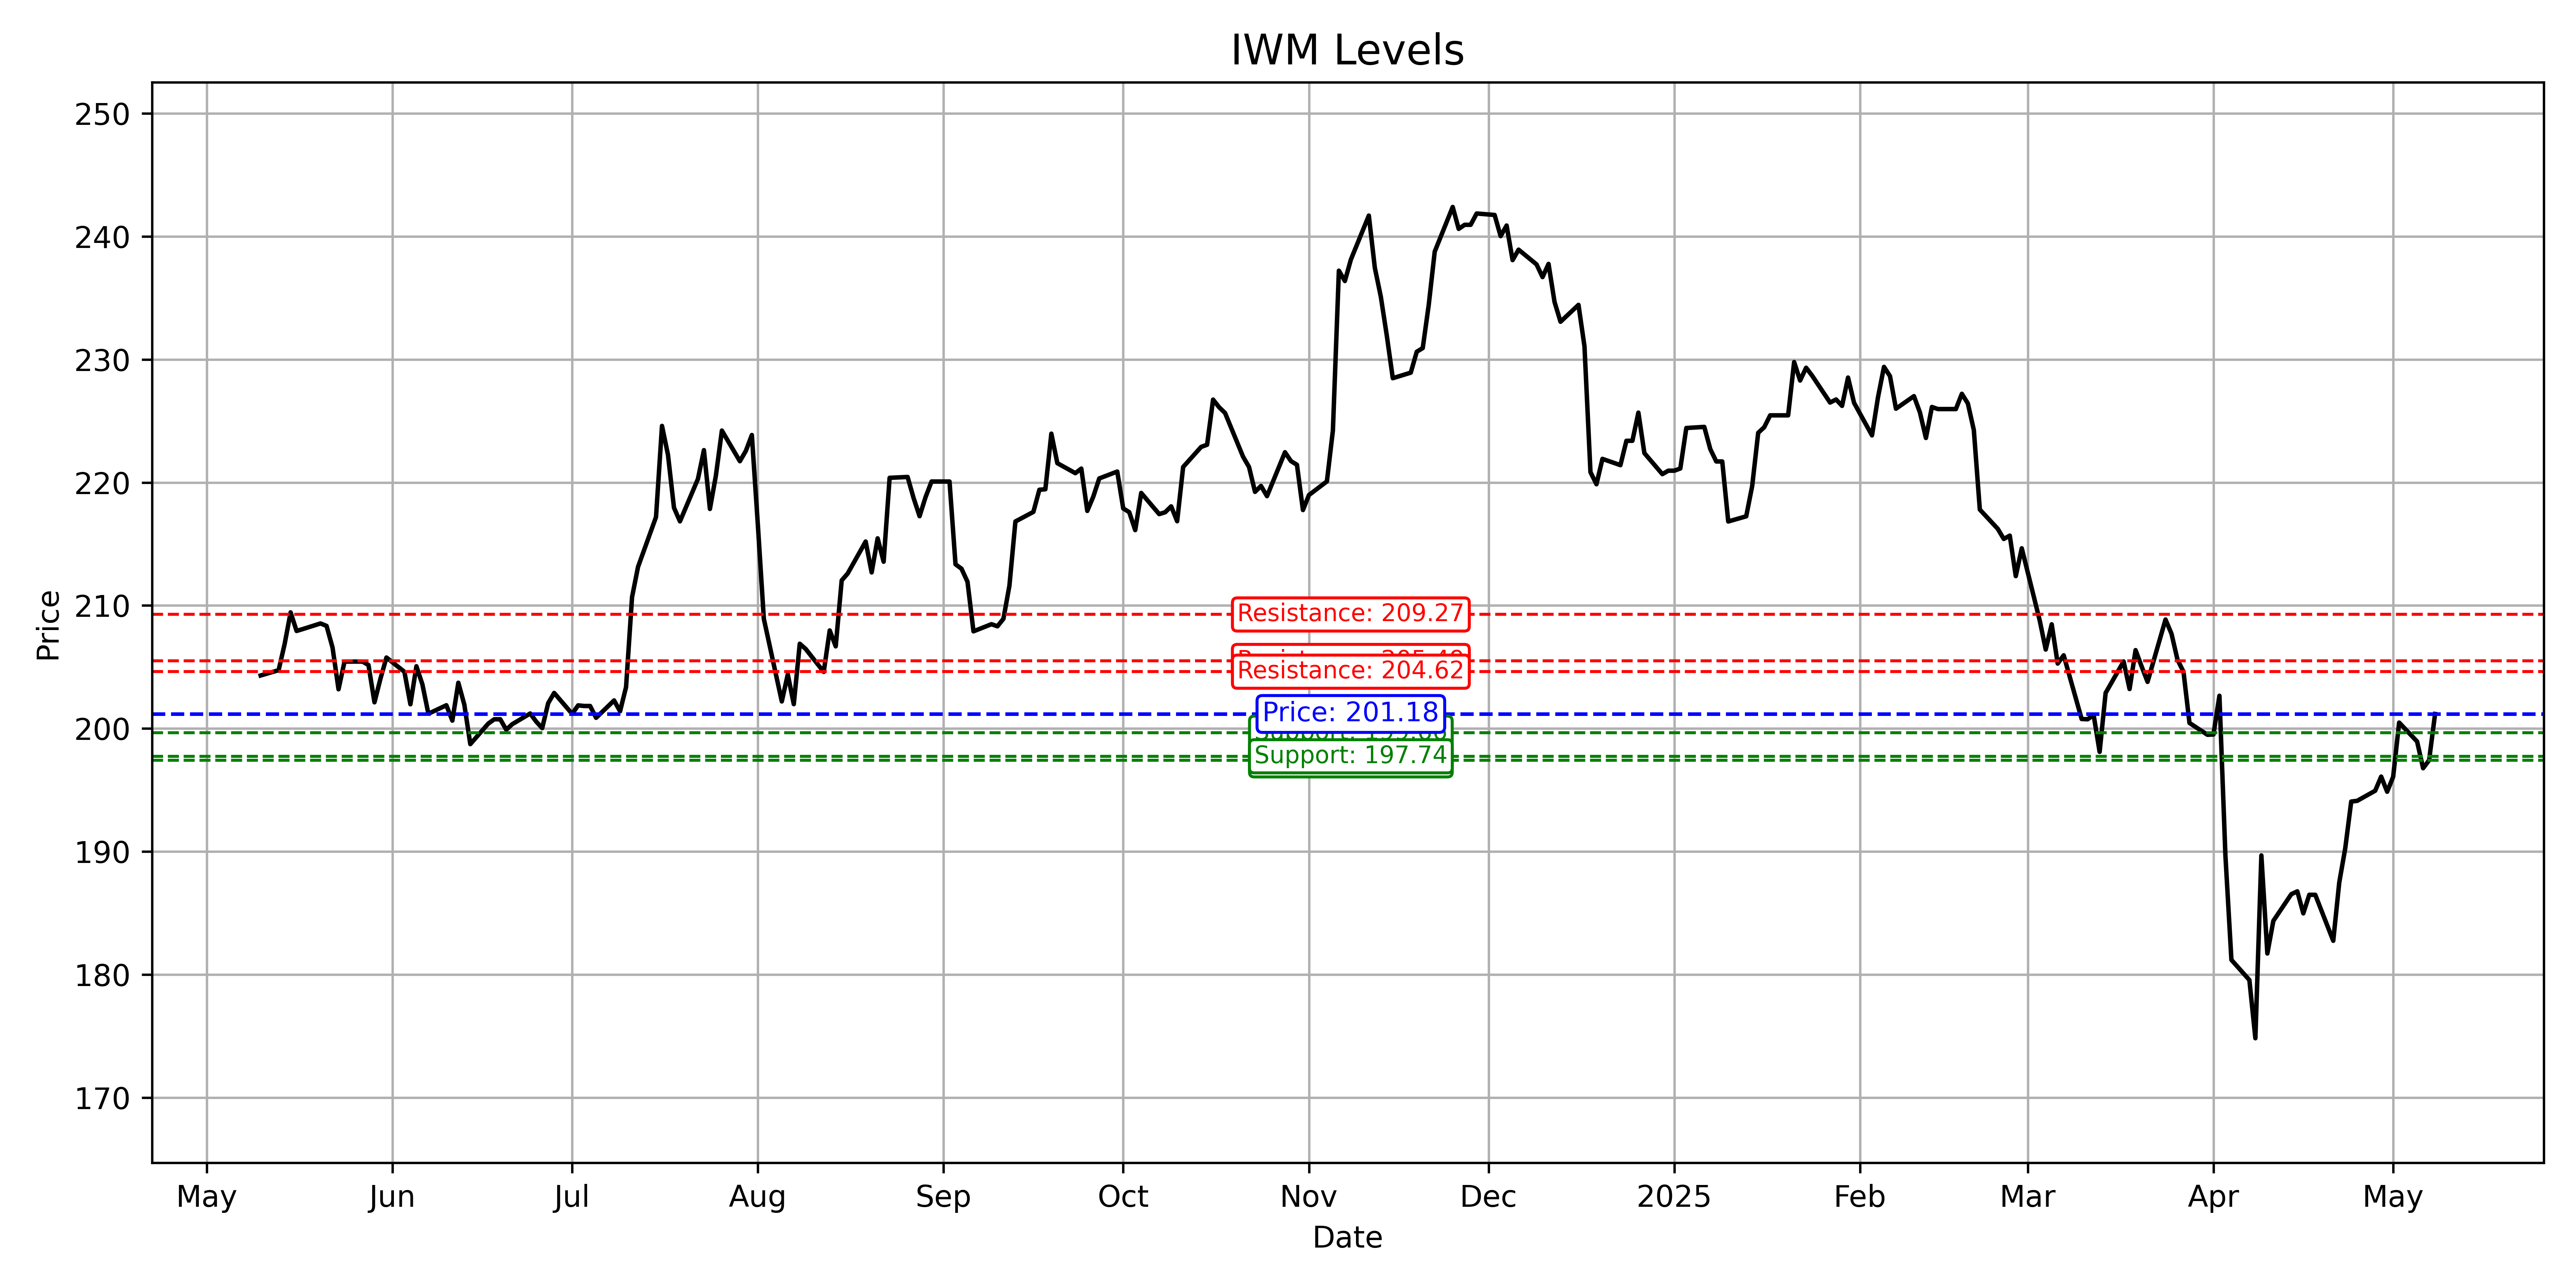 IWM Levels
Price
250
240
230
220
210
200
190
180
170
Resistance: 209.27
Resistance: 204.62
Price: 201.18
Support: 197.74
May Jun Jul Aug Sep Oct Nov Dec 2025 Feb Mar Apr May
Date